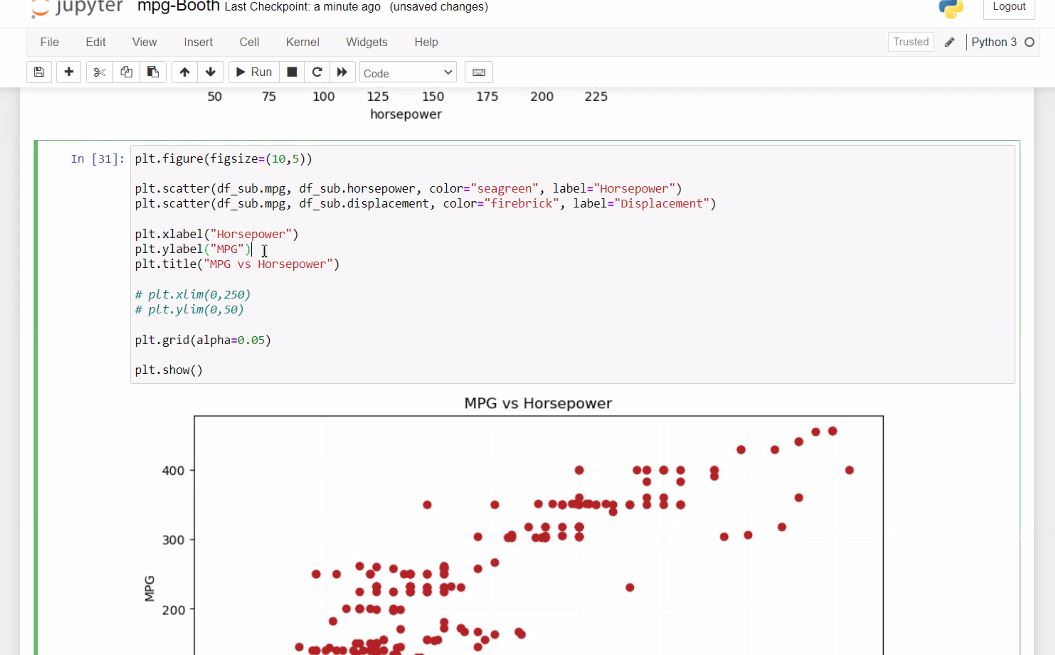 jupyter mpg-Booth Last Checkpoint: a minute ago (unsaved changes) Logout
File Edit View Insert Cell Kernel Widgets Help Trusted Python 3
Run Code
50 75 100 125 150 175 200 225
horsepower
In [31]: plt.figure(figsize=(10,5))
plt.scatter(df_sub.mpg, df_sub.horsepower, color="seagreen", label="Horsepower")
plt.scatter(df_sub.mpg, df_sub.displacement, color="firebrick", label="Displacement")
plt.xlabel("Horsepower")
plt.ylabel("MPG")
plt.title("MPG vs Horsepower")
# plt.xlim(0,250)
# plt.ylim(0,50)
plt.grid(alpha=0.05)
plt.show()
MPG vs Horsepower
400
300
MPG
200